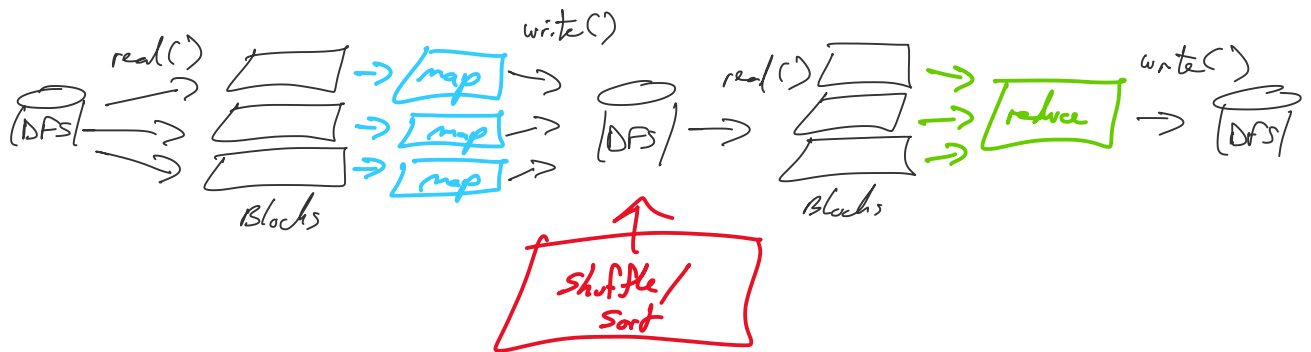 read()
write()
read()
write()
DFS
map
map
map
DFS
reduce
DFS
Blocks
Blocks
shuffle/
sort